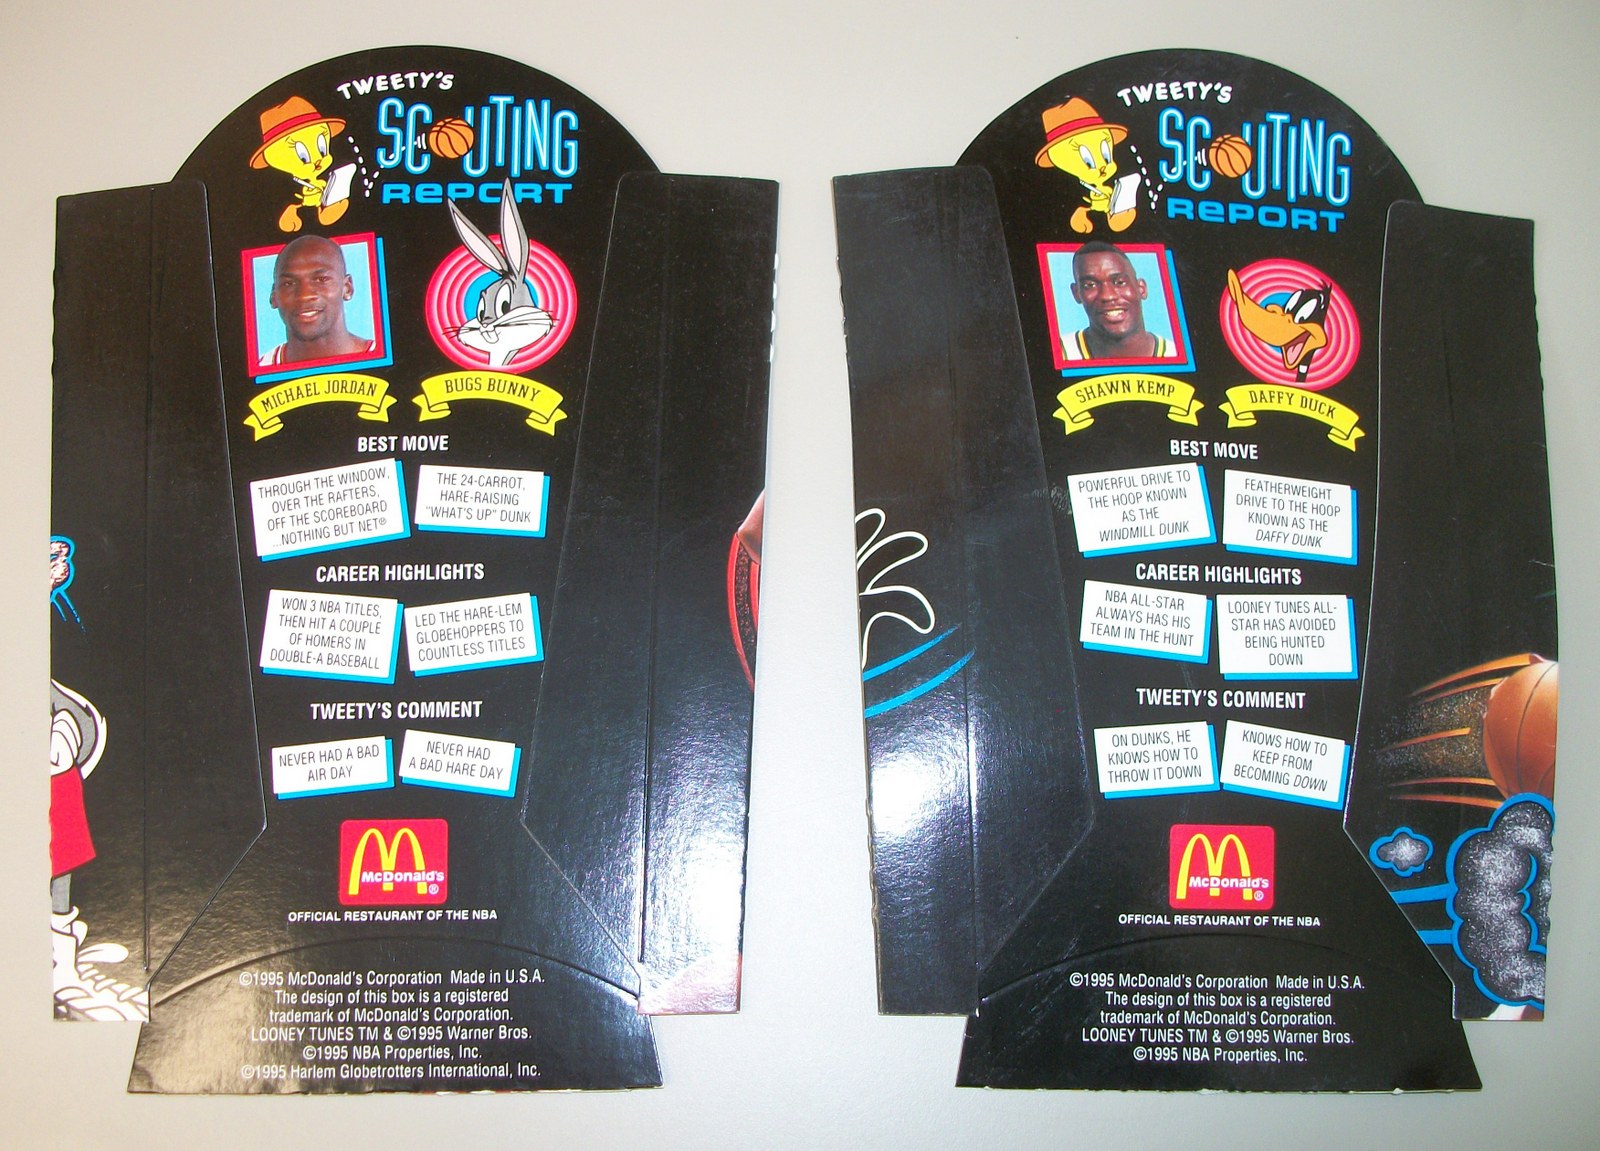 TWEETY'S
SCOUTING
REPORT
MICHAEL JORDAN
BUGS BUNNY
BEST MOVE
THROUGH THE WINDOW,
OVER THE RAFTERS,
OFF THE SCOREBOARD
...NOTHING BUT NET®
THE 24-CARROT,
HARE-RAISING
"WHAT'S UP" DUNK
CAREER HIGHLIGHTS
WON 3 NBA TITLES,
THEN HIT A COUPLE
OF HOMERS IN
DOUBLE-A BASEBALL
LED THE HARE-LEM
GLOBEHOPPERS TO
COUNTLESS TITLES
TWEETY'S COMMENT
NEVER HAD A BAD
AIR DAY
NEVER HAD
A BAD HARE DAY
McDonald's®
OFFICIAL RESTAURANT OF THE NBA
©1995 McDonald's Corporation Made in U.S.A.
The design of this box is a registered
trademark of McDonald's Corporation.
LOONEY TUNES TM & ©1995 Warner Bros.
©1995 NBA Properties, Inc.
©1995 Harlem Globetrotters International, Inc.
TWEETY'S
SCOUTING
REPORT
SHAWN KEMP
DAFFY DUCK
BEST MOVE
POWERFUL DRIVE TO
THE HOOP KNOWN
AS THE
WINDMILL DUNK
FEATHERWEIGHT
DRIVE TO THE HOOP
KNOWN AS THE
DAFFY DUNK
CAREER HIGHLIGHTS
NBA ALL-STAR
ALWAYS HAS HIS
TEAM IN THE HUNT
LOONEY TUNES ALL-
STAR HAS AVOIDED
BEING HUNTED
DOWN
TWEETY'S COMMENT
ON DUNKS, HE
KNOWS HOW TO
THROW IT DOWN
KNOWS HOW TO
KEEP FROM
BECOMING DOWN
McDonald's®
OFFICIAL RESTAURANT OF THE NBA
©1995 McDonald's Corporation Made in U.S.A.
The design of this box is a registered
trademark of McDonald's Corporation.
LOONEY TUNES TM & ©1995 Warner Bros.
©1995 NBA Properties, Inc.